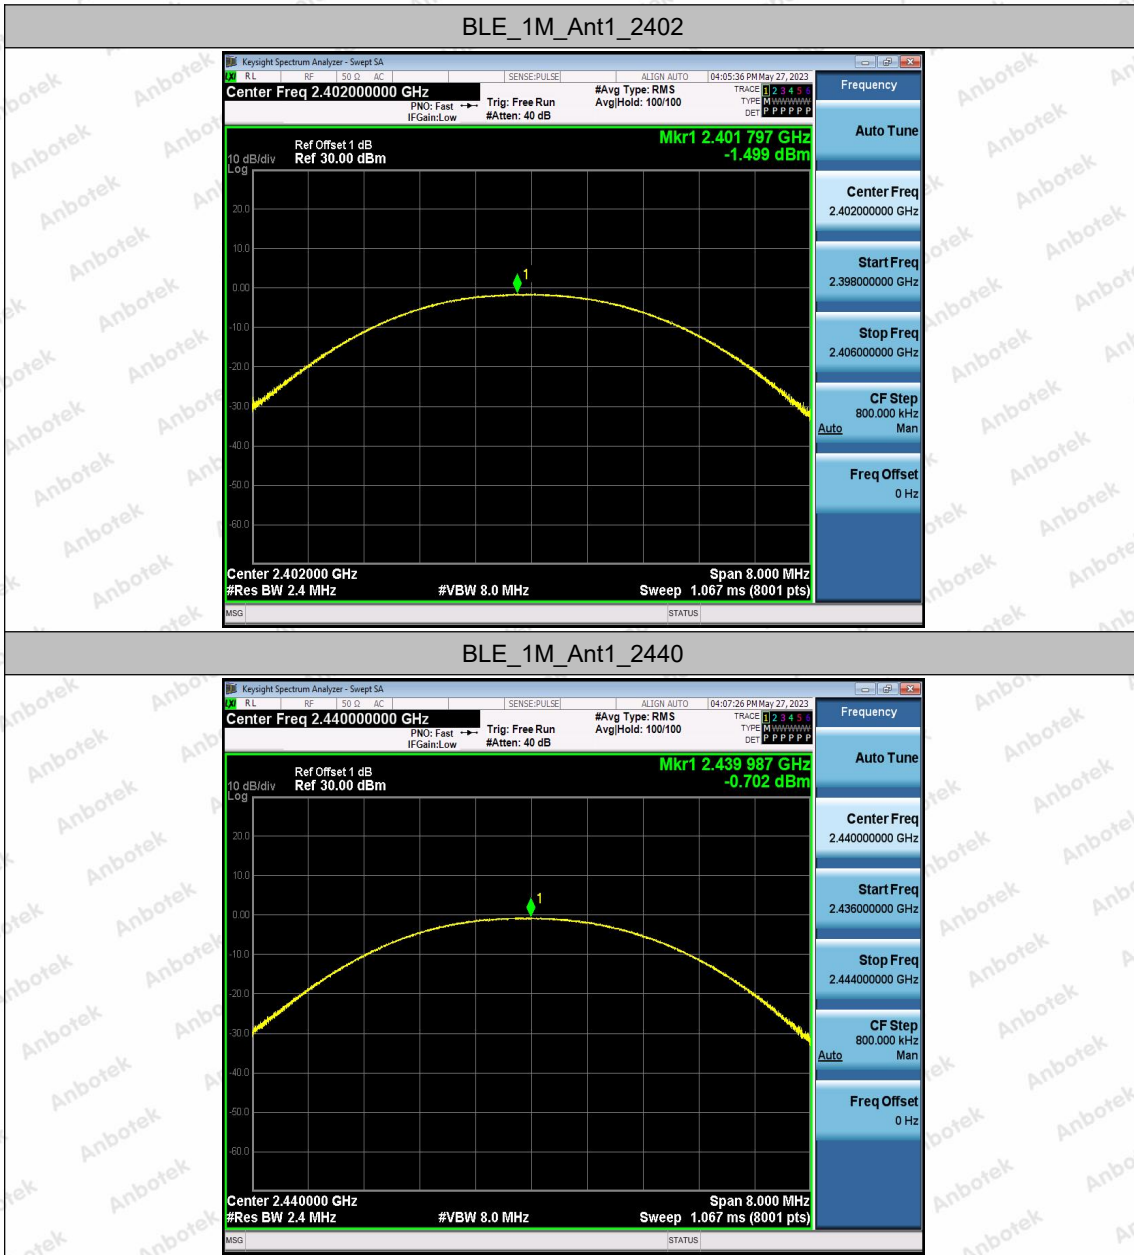 BLE_1M_Ant1_2402
Keysight Spectrum Analyzer - Swept SA
LXI RL RF 50 Ω AC SENSE:PULSE ALIGN AUTO 04:05:36 PM May 27, 2023
Center Freq 2.402000000 GHz
PNO: Fast
IFGain:Low
Trig: Free Run
#Atten: 40 dB
#Avg Type: RMS
Avg|Hold: 100/100
TRACE 1 2 3 4 5 6
TYPE M W W W W W
DET P P P P P P
Ref Offset 1 dB
10 dB/div Ref 30.00 dBm
Log
Mkr1 2.401 797 GHz
-1.499 dBm
20.0
10.0
0.00
-10.0
-20.0
-30.0
-40.0
-50.0
-60.0
1
Center 2.402000 GHz Span 8.000 MHz
#Res BW 2.4 MHz #VBW 8.0 MHz Sweep 1.067 ms (8001 pts)
MSG STATUS
Frequency
Auto Tune
Center Freq
2.402000000 GHz
Start Freq
2.398000000 GHz
Stop Freq
2.406000000 GHz
CF Step
800.000 kHz
Auto Man
Freq Offset
0 Hz
BLE_1M_Ant1_2440
Keysight Spectrum Analyzer - Swept SA
LXI RL RF 50 Ω AC SENSE:PULSE ALIGN AUTO 04:07:26 PM May 27, 2023
Center Freq 2.440000000 GHz
PNO: Fast
IFGain:Low
Trig: Free Run
#Atten: 40 dB
#Avg Type: RMS
Avg|Hold: 100/100
TRACE 1 2 3 4 5 6
TYPE M W W W W W
DET P P P P P P
Ref Offset 1 dB
10 dB/div Ref 30.00 dBm
Log
Mkr1 2.439 987 GHz
-0.702 dBm
20.0
10.0
0.00
-10.0
-20.0
-30.0
-40.0
-50.0
-60.0
1
Center 2.440000 GHz Span 8.000 MHz
#Res BW 2.4 MHz #VBW 8.0 MHz Sweep 1.067 ms (8001 pts)
MSG STATUS
Frequency
Auto Tune
Center Freq
2.440000000 GHz
Start Freq
2.436000000 GHz
Stop Freq
2.444000000 GHz
CF Step
800.000 kHz
Auto Man
Freq Offset
0 Hz
Anbotek